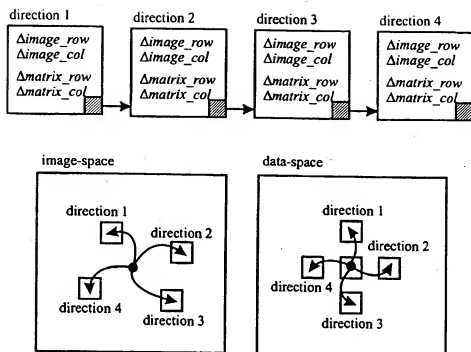 direction 1
direction 2
direction 3
direction 4
Δimage_row
Δimage_col
Δmatrix_row
Δmatrix_col
Δimage_row
Δimage_col
Δmatrix_row
Δmatrix_col
Δimage_row
Δimage_col
Δmatrix_row
Δmatrix_col
Δimage_row
Δimage_col
Δmatrix_row
Δmatrix_col
image-space
direction 1
direction 2
direction 4
direction 3
data-space
direction 1
direction 2
direction 4
direction 3